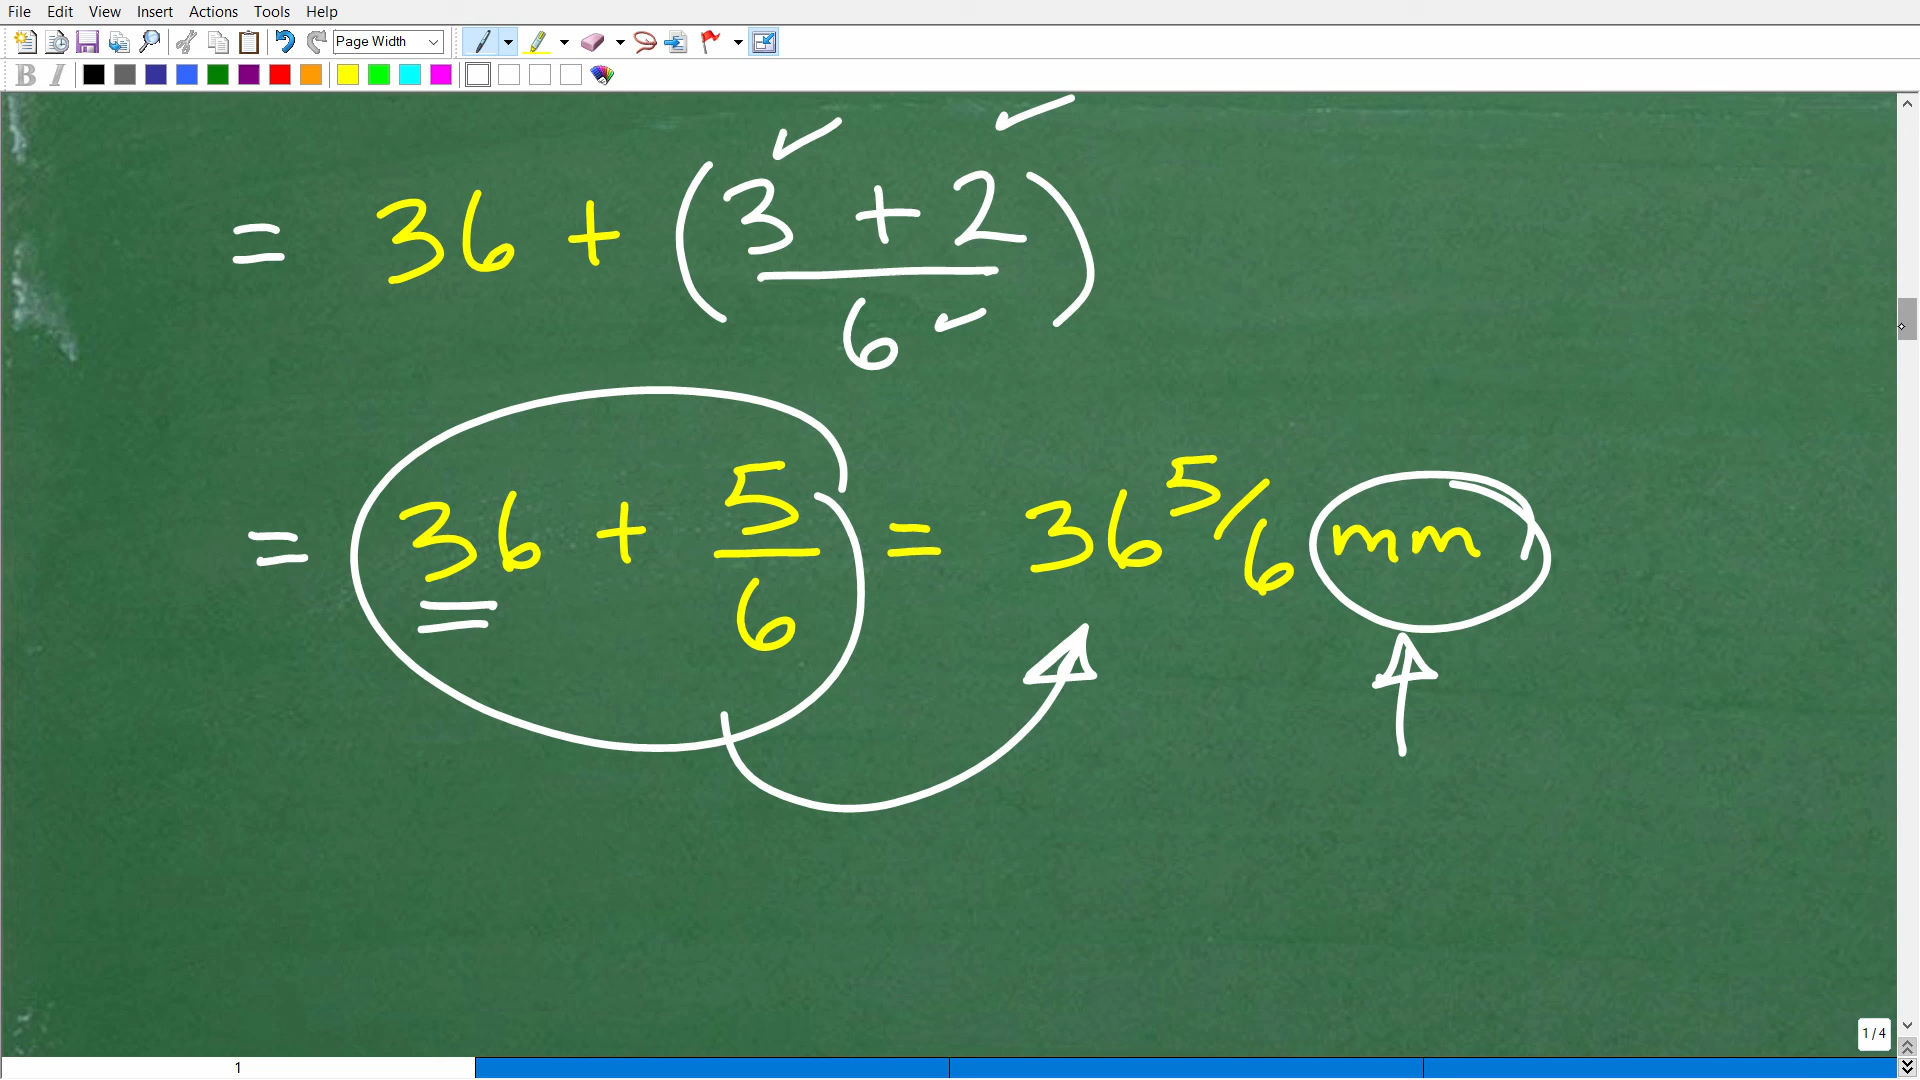 File Edit View Insert Actions Tools Help
Page Width
B I
= 36 + (3 + 2)
6
= 36 + 5/6 = 36 5/6 mm
1 / 4
1